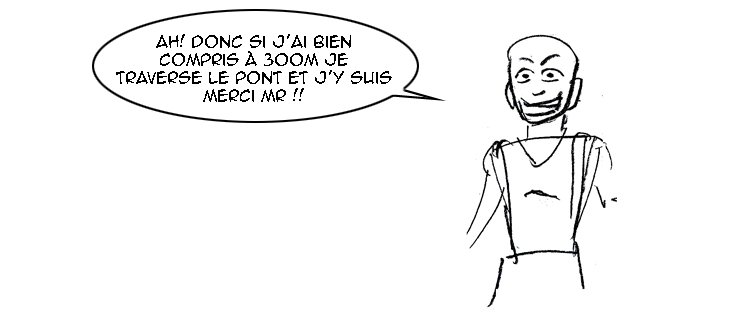 AH! DONC SI J'AI BIEN
COMPRIS À 300M JE
TRAVERSE LE PONT ET J'Y SUIS
MERCI MR !!